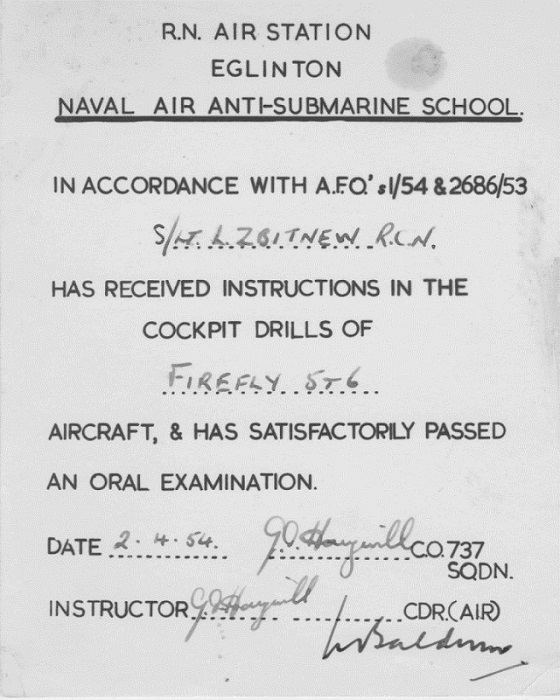 R.N. AIR STATION
EGLINTON
NAVAL AIR ANTI-SUBMARINE SCHOOL.
IN ACCORDANCE WITH A.F.O.'s 1/54 & 2686/53
S/LT. L. ZBITNEW R.C.N.
HAS RECEIVED INSTRUCTIONS IN THE
COCKPIT DRILLS OF
FIREFLY 5+6
AIRCRAFT, & HAS SATISFACTORILY PASSED
AN ORAL EXAMINATION.
DATE 2.4.54. C.O. 737
SQDN.
INSTRUCTOR CDR.(AIR)